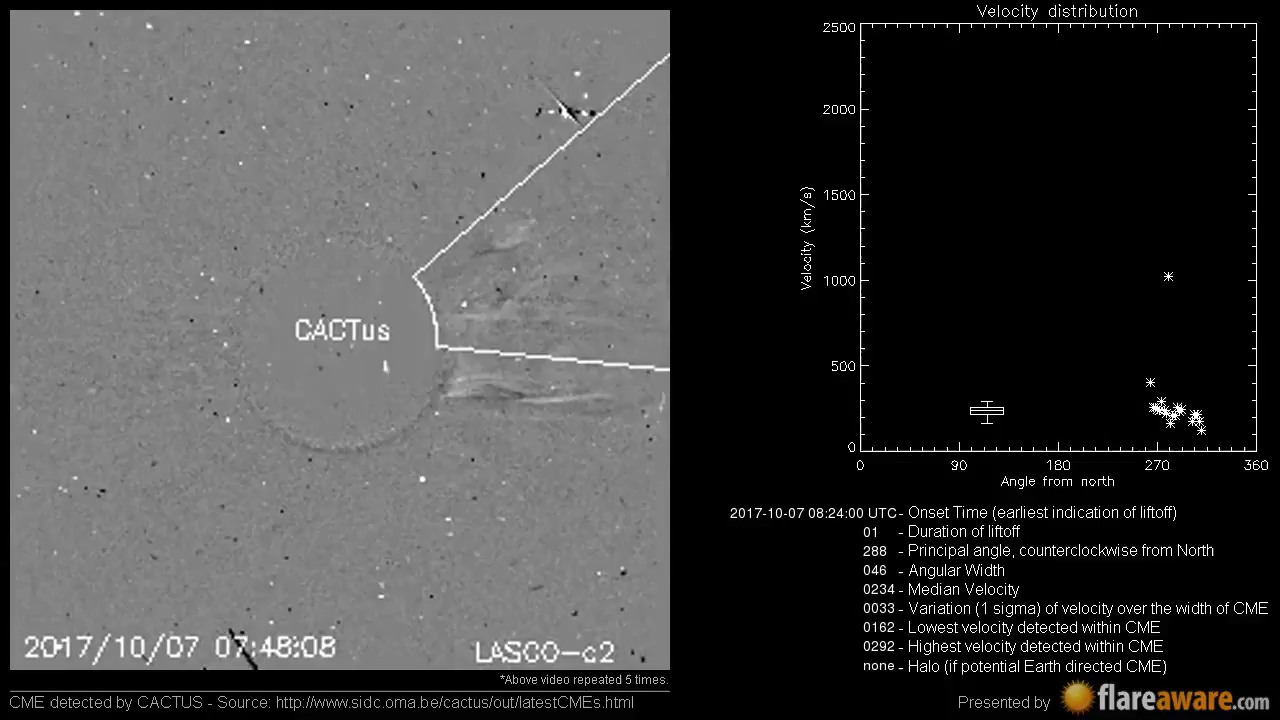 Velocity distribution
2500
2000
1500
1000
500
0
Velocity (km/s)
0 90 180 270 360
Angle from north
CACTus
2017/10/07 07:48:08
LASCO-c2
*Above video repeated 5 times.
2017-10-07 08:24:00 UTC - Onset Time (earliest indication of liftoff)
01 - Duration of liftoff
288 - Principal angle, counterclockwise from North
046 - Angular Width
0234 - Median Velocity
0033 - Variation (1 sigma) of velocity over the width of CME
0162 - Lowest velocity detected within CME
0292 - Highest velocity detected within CME
none - Halo (if potential Earth directed CME)
CME detected by CACTUS - Source: http://www.sidc.oma.be/cactus/out/latestCMEs.html
Presented by flareaware.com